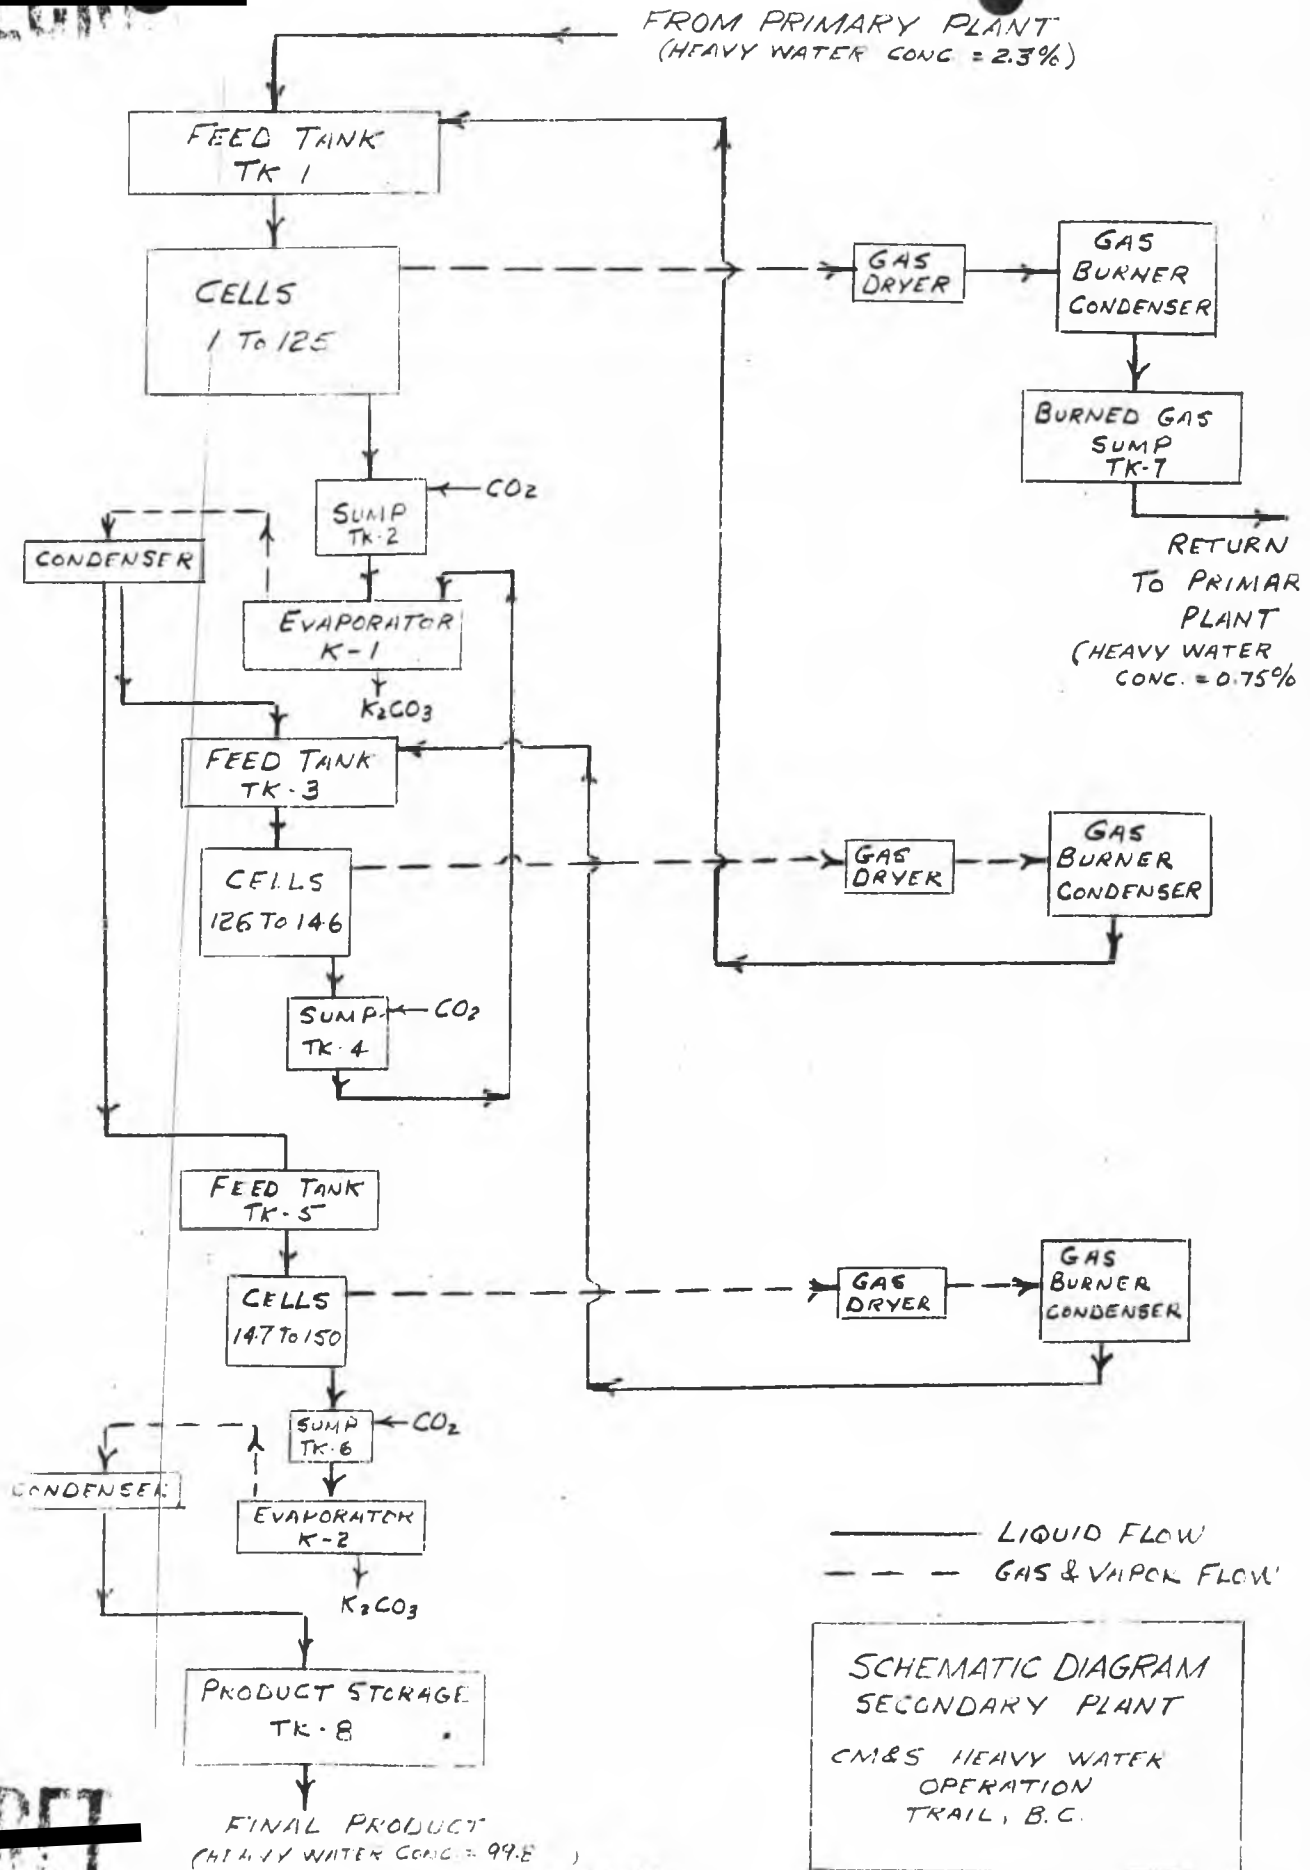 FROM PRIMARY PLANT
(HEAVY WATER CONC. = 2.3%)
FEED TANK
TK 1
CELLS
1 TO 125
GAS
DRYER
GAS
BURNER
CONDENSER
BURNED GAS
SUMP
TK-7
RETURN
TO PRIMAR
PLANT
(HEAVY WATER
CONC. = 0.75%
SUMP
TK-2
CO2
CONDENSER
EVAPORATOR
K-1
K2CO3
FEED TANK
TK-3
CELLS
126 TO 146
GAS
DRYER
GAS
BURNER
CONDENSER
SUMP
TK-4
CO2
FEED TANK
TK-5
CELLS
147 TO 150
GAS
DRYER
GAS
BURNER
CONDENSER
SUMP
TK-6
CO2
CONDENSER
EVAPORATOR
K-2
K2CO3
PRODUCT STORAGE
TK-8
FINAL PRODUCT
(HEAVY WATER CONC = 99.8 )
LIQUID FLOW
GAS & VAPOR FLOW
SCHEMATIC DIAGRAM
SECONDARY PLANT
CM&S HEAVY WATER
OPERATION
TRAIL, B.C.